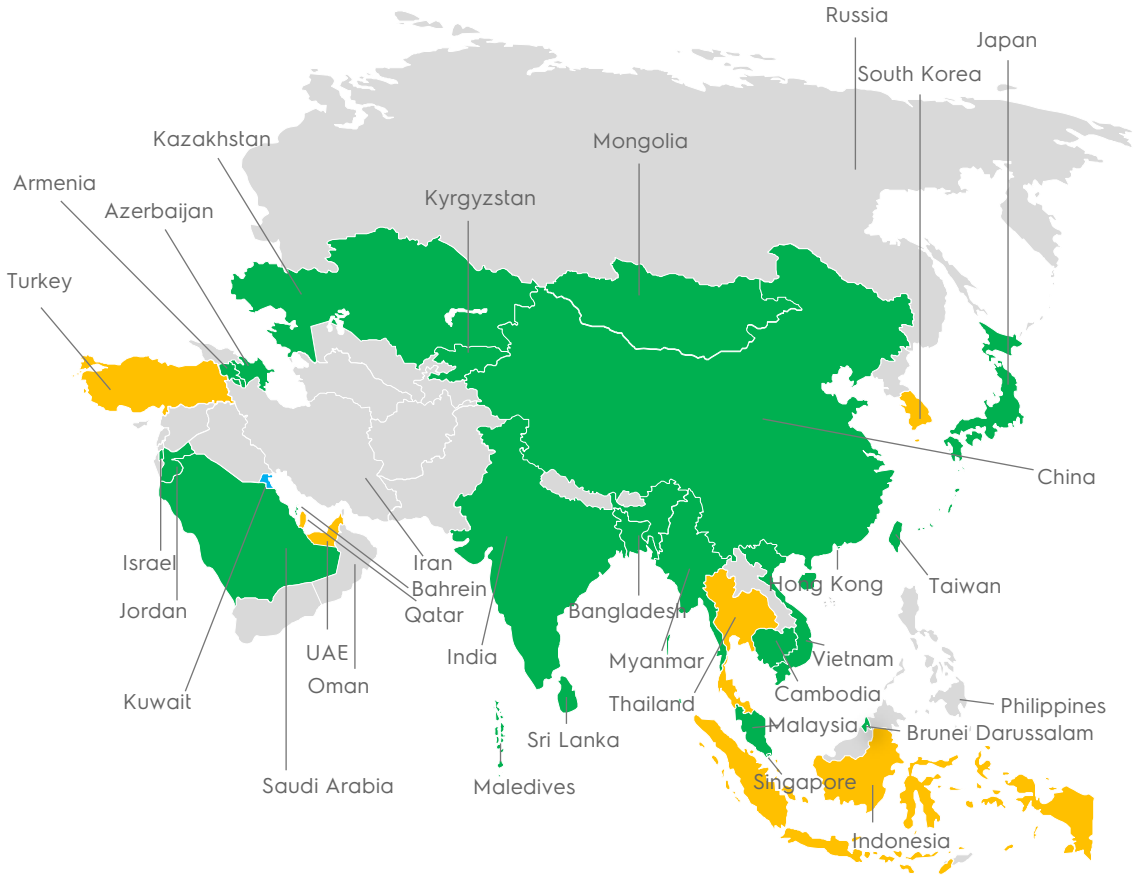 Russia
Japan
South Korea
Kazakhstan
Mongolia
Armenia
Kyrgyzstan
Azerbaijan
Turkey
China
Israel
Iran
Hong Kong
Taiwan
Bahrein
Jordan
Qatar
Bangladesh
UAE
India
Myanmar
Vietnam
Oman
Cambodia
Kuwait
Thailand
Philippines
Malaysia
Brunei Darussalam
Sri Lanka
Saudi Arabia
Maledives
Singapore
Indonesia